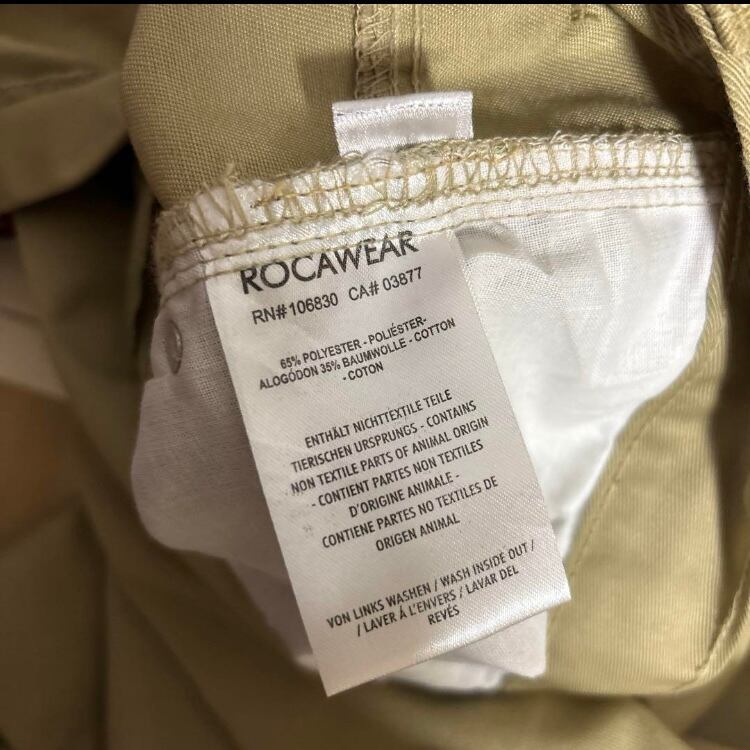 ROCAWEAR
RN# 106830 CA# 03877
65% POLYESTER - POLIÉSTER-
ALOGÓDON 35% BAUMWOLLE - COTTON
- COTON
ENTHÄLT NICHTTEXTILE TEILE
TIERISCHEN URSPRUNGS - CONTAINS
NON TEXTILE PARTS OF ANIMAL ORIGIN
- CONTIENT PARTES NON TEXTILES
D'ORIGINE ANIMALE -
CONTIENE PARTES NO TEXTILES DE
ORIGEN ANIMAL
VON LINKS WASHEN / WASH INSIDE OUT /
/ LAVER À L'ENVERS / LAVAR DEL
REVÉS